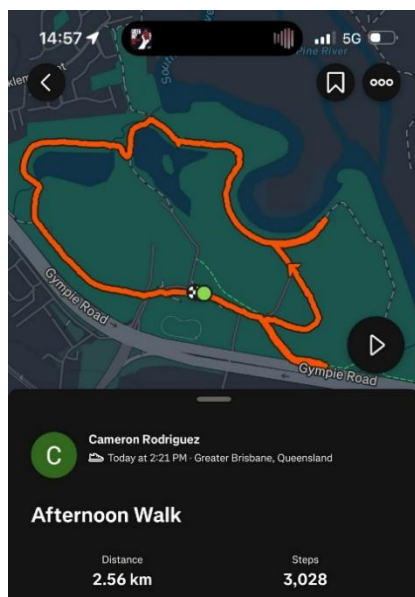 14:57
5G
Pine River
Gympie Road
Gympie Road
C
Cameron Rodriguez
Today at 2:21 PM · Greater Brisbane, Queensland
Afternoon Walk
Distance Steps
2.56 km 3,028